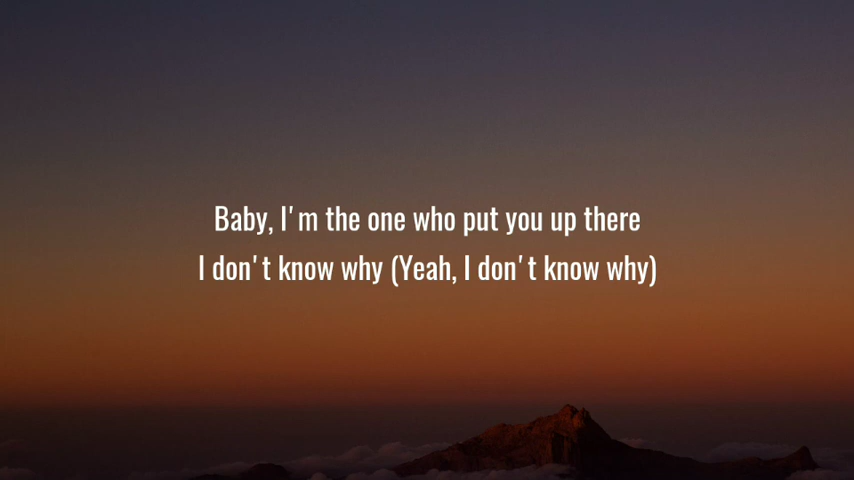 Baby, I'm the one who put you up there
I don't know why (Yeah, I don't know why)